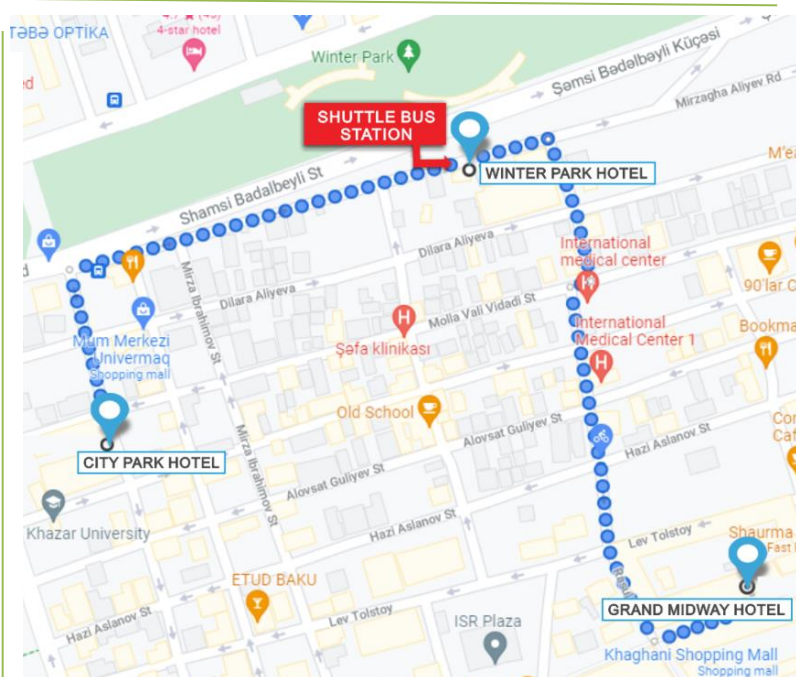 TƏBƏ OPTİKA
4-star hotel
Winter Park
Şəmsi Bədəlbəyli Küçəsi
Mirzagha Aliyev Rd
SHUTTLE BUS
STATION
WINTER PARK HOTEL
Shamsi Badalbeyli St
Dilara Aliyeva
International
medical center
90'lar
Dilara Aliyeva
Mirza Ibrahimov St
Molla Vali Vidadi St
International
Medical Center 1
Mum Merkezi
Univermaq
Shopping mall
Şəfa klinikası
Old School
Alovsat Guliyev St
Hazi Aslanov St
CITY PARK HOTEL
Mirza Ibrahimov St
Alovsat Guliyev St
Khazar University
Hazi Aslanov St
Lev Tolstoy
Shaurma
ETUD BAKU
GRAND MIDWAY HOTEL
Lev Tolstoy
ISR Plaza
Hazi Aslanov St
Khaghani Shopping Mall
Shopping mall